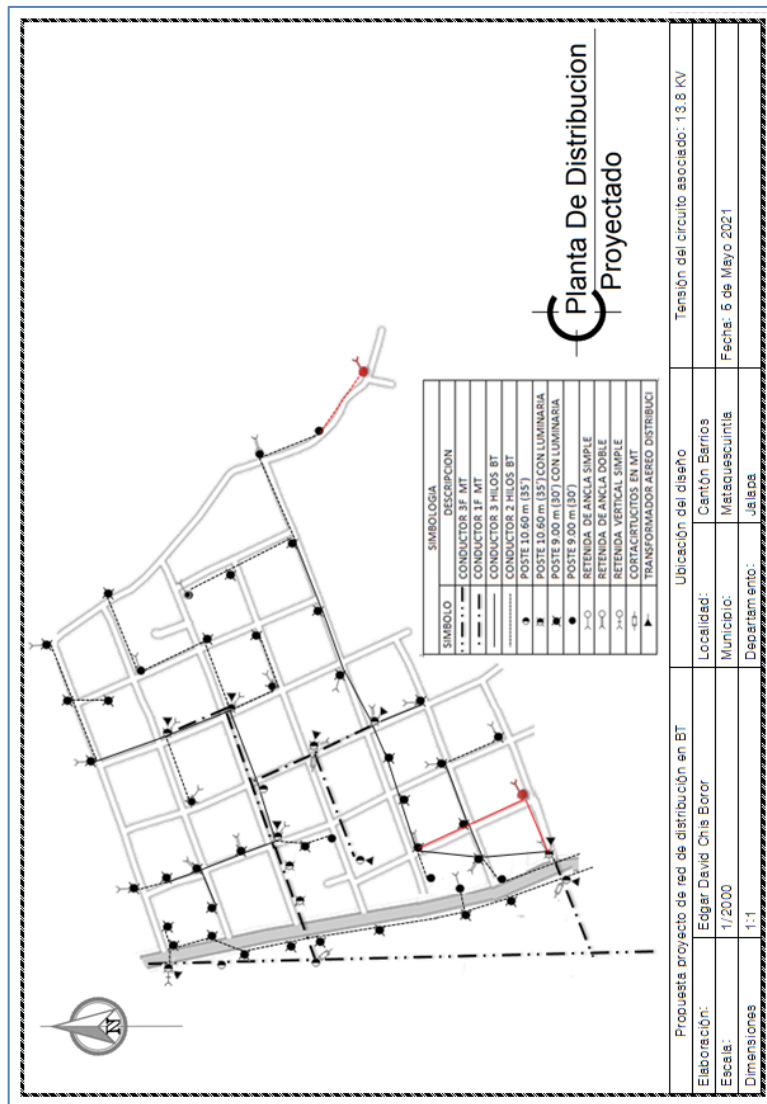 N
Planta De Distribucion
Proyectado
SIMBOLOGIA
SIMBOLO DESCRIPCION
CONDUCTOR 3F MT
CONDUCTOR 1F MT
CONDUCTOR 3 HILOS BT
CONDUCTOR 2 HILOS BT
POSTE 10.60 m (35')
POSTE 10.60 m (35') CON LUMINARIA
POSTE 9.00 m (30') CON LUMINARIA
POSTE 9.00 m (30')
RETENIDA DE ANCLA SIMPLE
RETENIDA DE ANCLA DOBLE
RETENIDA VERTICAL SIMPLE
CORTACIRTUCITOS EN MT
TRANSFORMADOR AEREO DISTRIBUCI
Propuesta proyecto de red de distribución en BT Ubicación del diseño Tensión del circuito asociado: 13.8 KV
Elaboración: Edgar David Chis Boror Localidad: Cantón Barrios
Escala: 1/2000 Municipio: Mataquescuintla Fecha: 6 de Mayo 2021
Dimensiones 1:1 Departamento: Jalapa